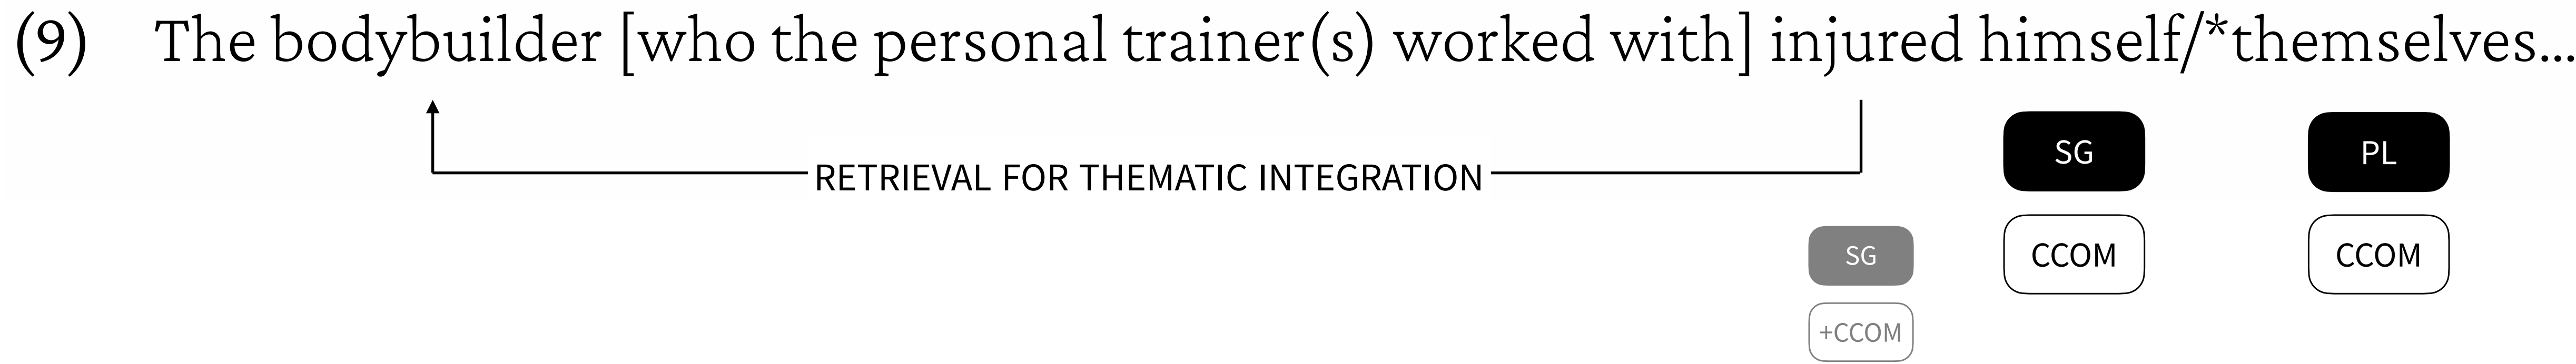 (9) The bodybuilder [who the personal trainer(s) worked with] injured himself/*themselves...
SG PL
RETRIEVAL FOR THEMATIC INTEGRATION
SG CCOM CCOM
+CCOM